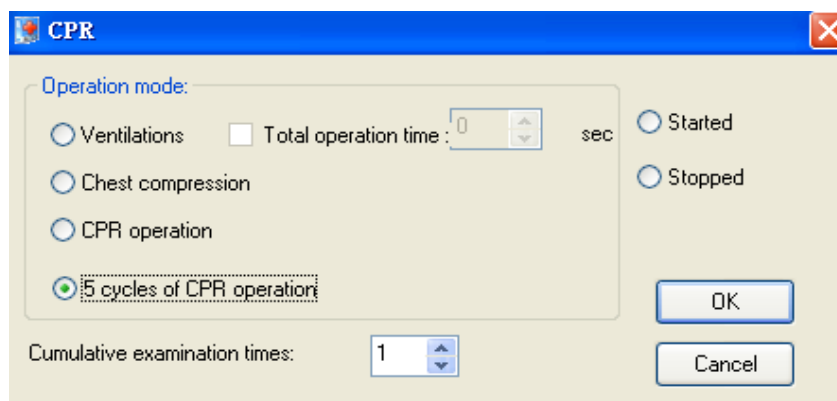 CPR
Operation mode:
Ventilations Total operation time : 0 sec
Started
Chest compression
Stopped
CPR operation
5 cycles of CPR operation
OK
Cumulative examination times: 1
Cancel